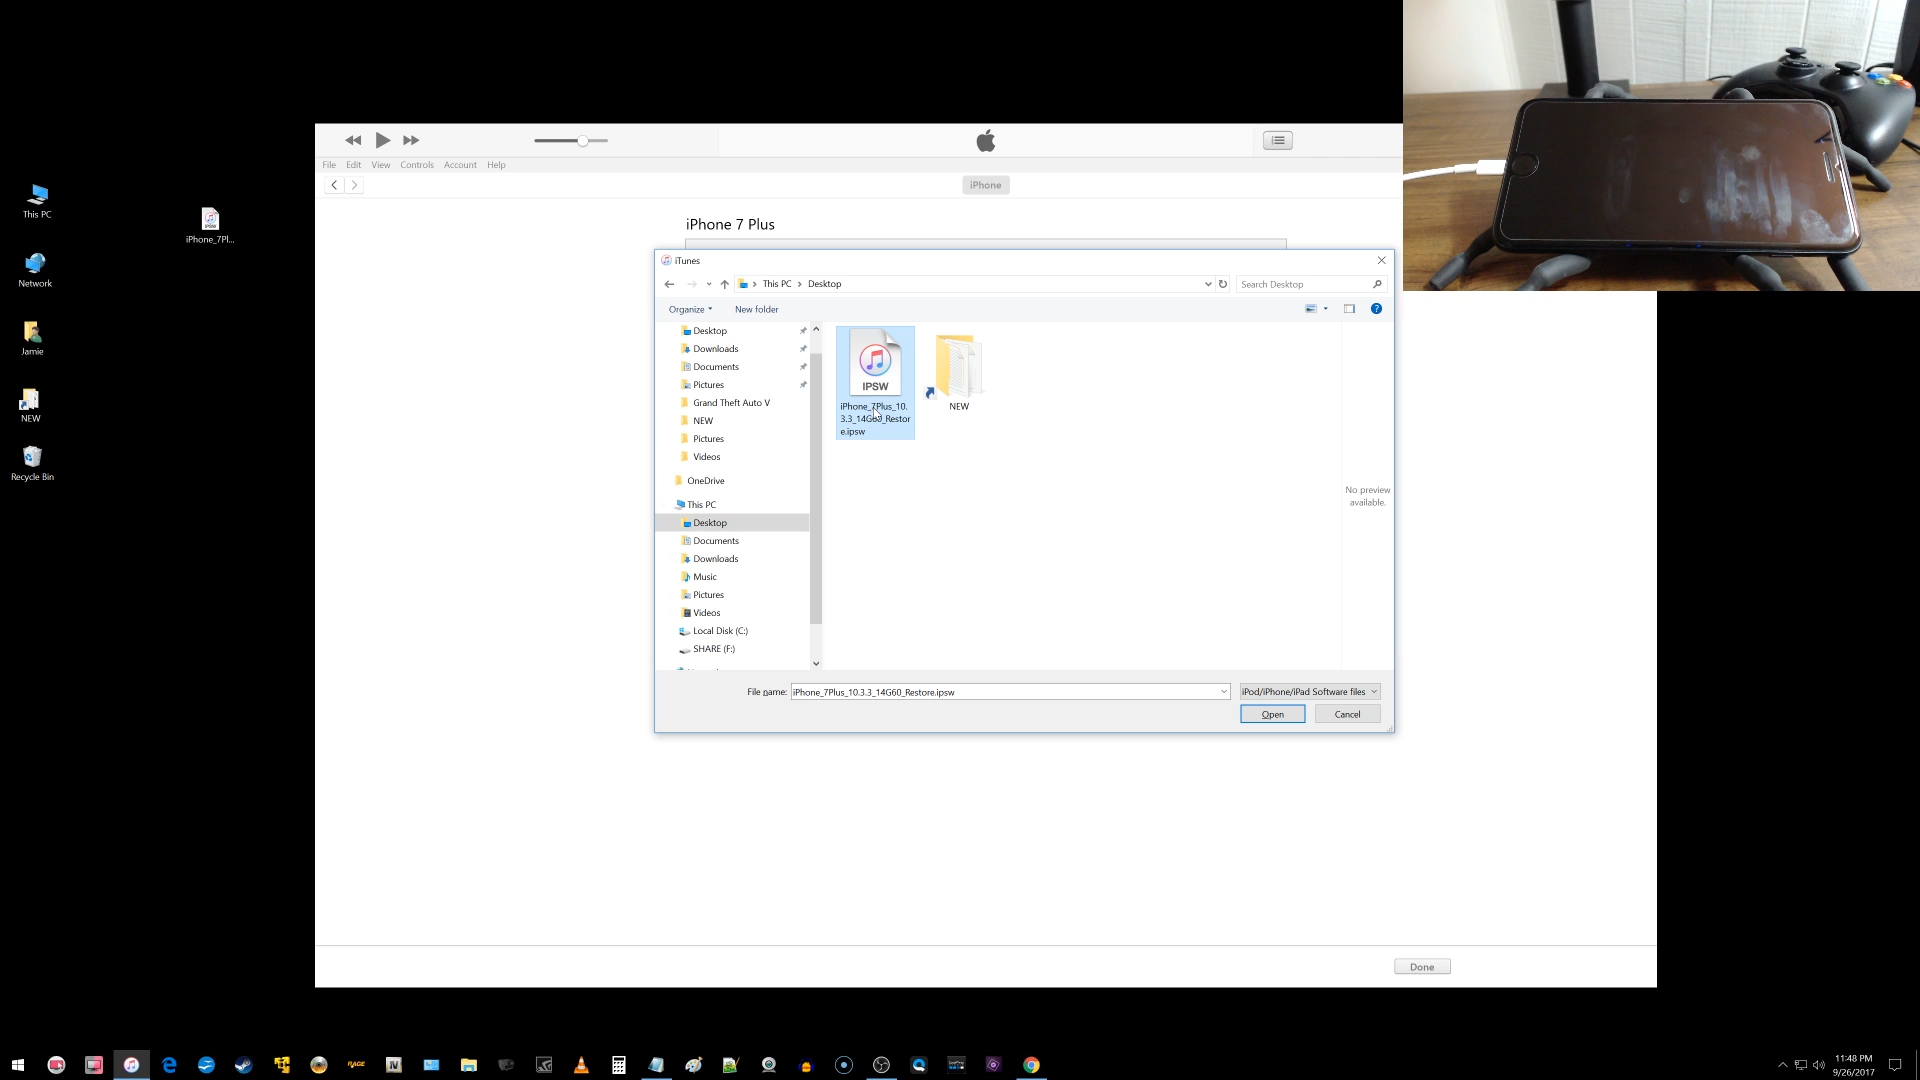 File Edit View Controls Account Help
iPhone
iPhone 7 Plus
This PC
Network
Jamie
NEW
Recycle Bin
IPSW
iPhone_7Pl...
iTunes
This PC > Desktop
Search Desktop
Organize
New folder
Desktop
Downloads
Documents
Pictures
Grand Theft Auto V
NEW
Pictures
Videos
OneDrive
This PC
Desktop
Documents
Downloads
Music
Pictures
Videos
Local Disk (C:)
SHARE (F:)
IPSW
iPhone_7Plus_10.
3.3_14G60_Restor
e.ipsw
NEW
No preview
available.
File name:
iPhone_7Plus_10.3.3_14G60_Restore.ipsw
iPod/iPhone/iPad Software files
Open
Cancel
Done
RAGE
IV
11:48 PM
9/26/2017